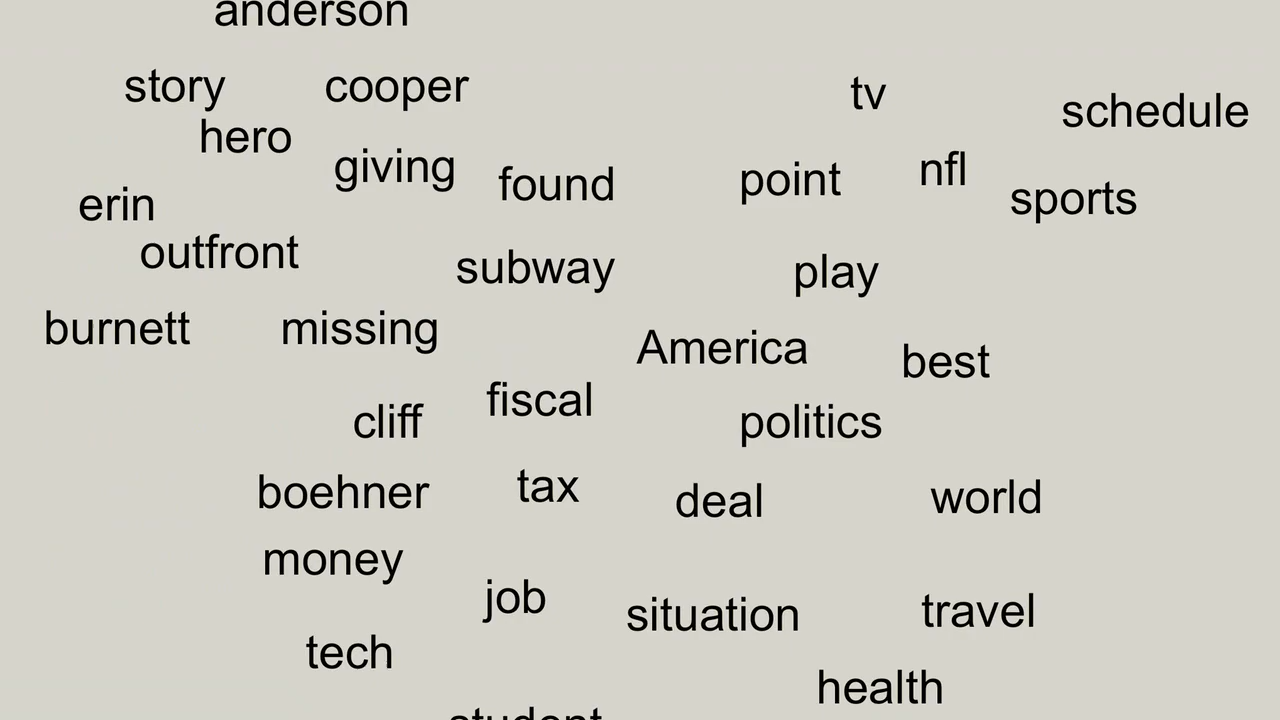 anderson
story cooper tv schedule
hero
giving found point nfl sports
erin
outfront subway play
burnett missing America best
cliff fiscal politics
boehner tax deal world
money
job situation travel
tech
health
student